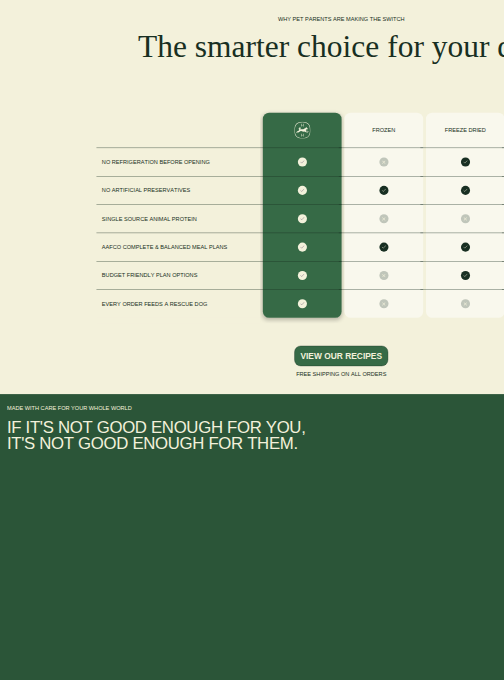 WHY PET PARENTS ARE MAKING THE SWITCH
The smarter choice for your
FROZEN
FREEZE DRIED
NO REFRIGERATION BEFORE OPENING
NO ARTIFICIAL PRESERVATIVES
SINGLE SOURCE ANIMAL PROTEIN
AAFCO COMPLETE & BALANCED MEAL PLANS
BUDGET FRIENDLY PLAN OPTIONS
EVERY ORDER FEEDS A RESCUE DOG
VIEW OUR RECIPES
FREE SHIPPING ON ALL ORDERS
MADE WITH CARE FOR YOUR WHOLE WORLD
IF IT'S NOT GOOD ENOUGH FOR YOU,
IT'S NOT GOOD ENOUGH FOR THEM.